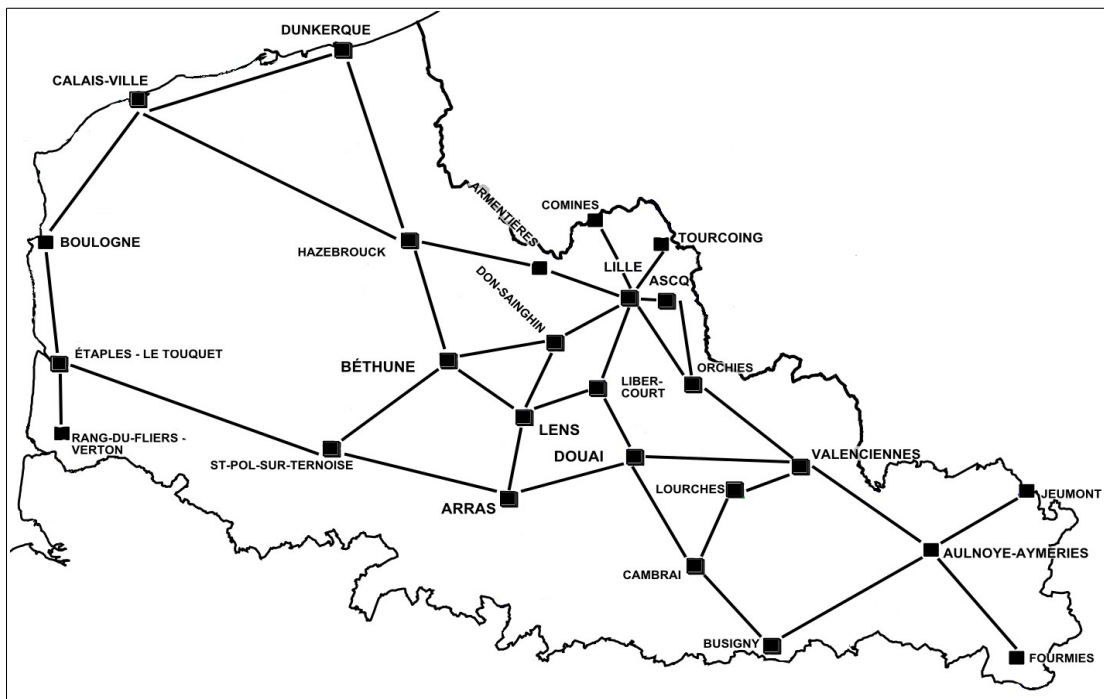 DUNKERQUE
CALAIS-VILLE
ARMENTIÈRES
COMINES
BOULOGNE
TOURCOING
HAZEBROUCK
LILLE
ASCQ
DON-SAINGHIN
ÉTAPLES - LE TOUQUET
BÉTHUNE
ORCHIES
LIBER-
COURT
LENS
RANG-DU-FLIERS -
VERTON
ST-POL-SUR-TERNOISE
DOUAI
VALENCIENNES
LOURCHES
JEUMONT
ARRAS
AULNOYE-AYMERIES
CAMBRAI
BUSIGNY
FOURMIES